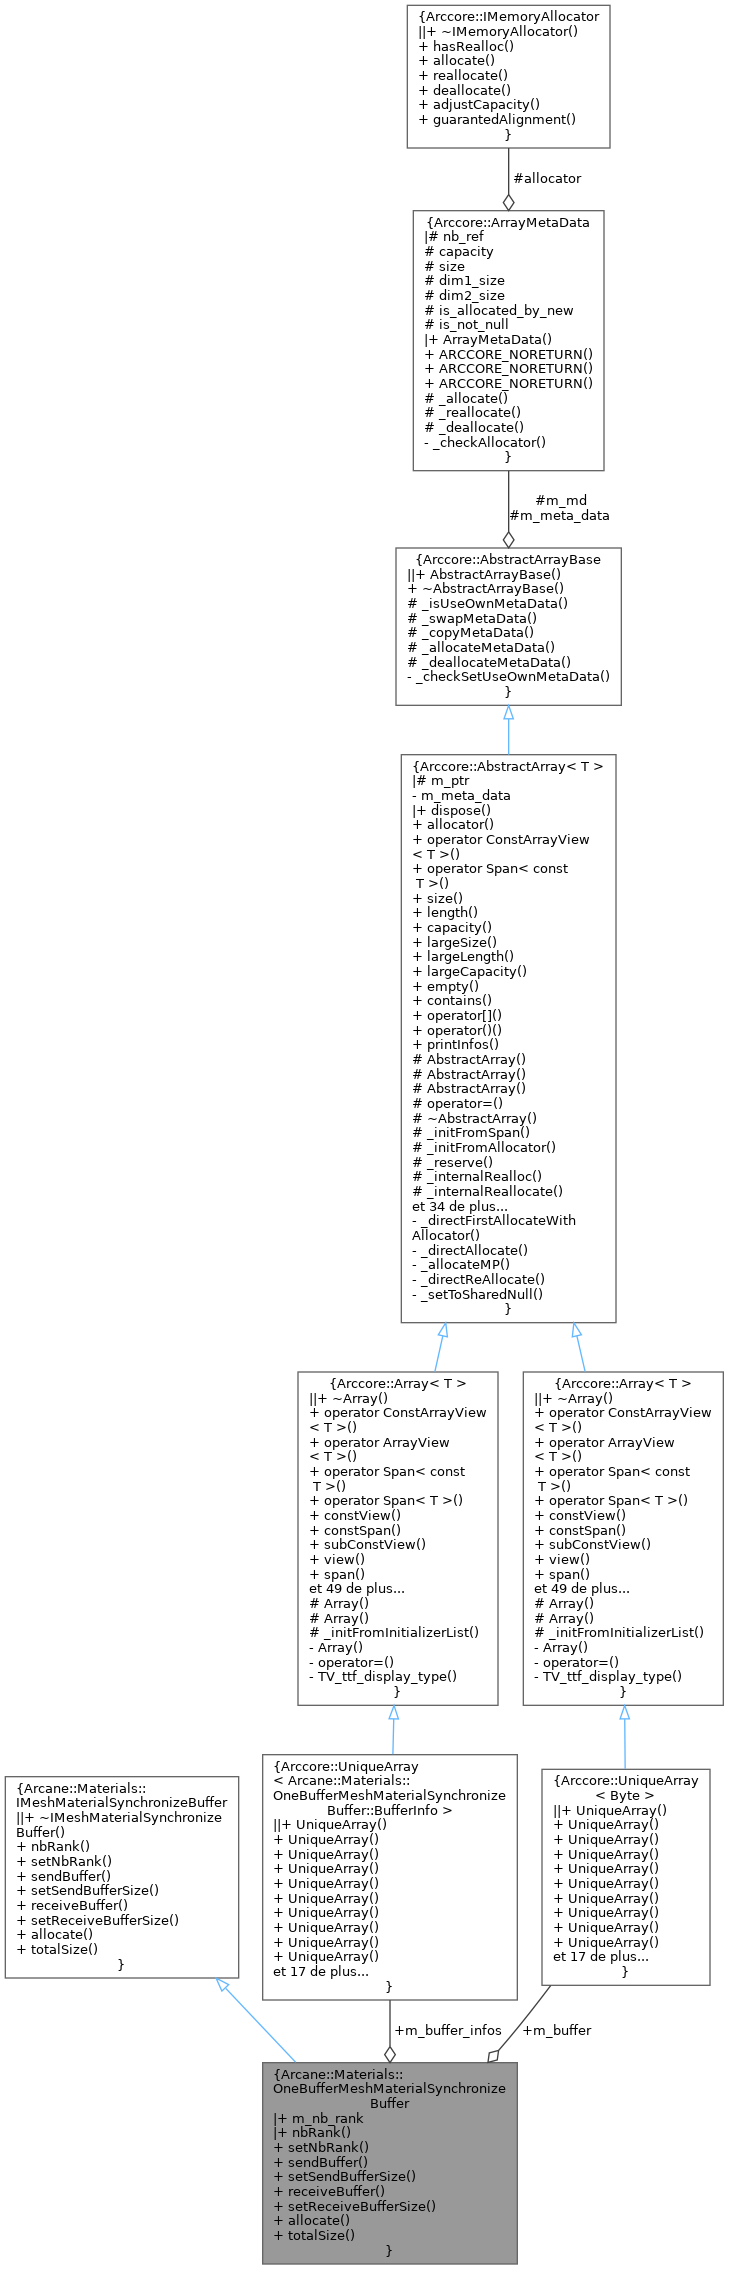 {Arccore::IMemoryAllocator
||+ ~IMemoryAllocator()
+ hasRealloc()
+ allocate()
+ reallocate()
+ deallocate()
+ adjustCapacity()
+ guarantedAlignment()
}
#allocator
{Arccore::ArrayMetaData
|# nb_ref
# capacity
# size
# dim1_size
# dim2_size
# is_allocated_by_new
# is_not_null
|+ ArrayMetaData()
+ ARCCORE_NORETURN()
+ ARCCORE_NORETURN()
+ ARCCORE_NORETURN()
# _allocate()
# _reallocate()
# _deallocate()
- _checkAllocator()
}
#m_md
#m_meta_data
{Arccore::AbstractArrayBase
||+ AbstractArrayBase()
+ ~AbstractArrayBase()
# _isUseOwnMetaData()
# _swapMetaData()
# _copyMetaData()
# _allocateMetaData()
# _deallocateMetaData()
- _checkSetUseOwnMetaData()
}
{Arccore::AbstractArray< T >
|# m_ptr
- m_meta_data
|+ dispose()
+ allocator()
+ operator ConstArrayView
< T >()
+ operator Span< const
T >()
+ size()
+ length()
+ capacity()
+ largeSize()
+ largeLength()
+ largeCapacity()
+ empty()
+ contains()
+ operator[]()
+ operator()()
+ printInfos()
# AbstractArray()
# AbstractArray()
# AbstractArray()
# operator=()
# ~AbstractArray()
# _initFromSpan()
# _initFromAllocator()
# _reserve()
# _internalRealloc()
# _internalReallocate()
et 34 de plus...
- _directFirstAllocateWith
Allocator()
- _directAllocate()
- _allocateMP()
- _directReAllocate()
- _setToSharedNull()
}
{Arccore::Array< T >
||+ ~Array()
+ operator ConstArrayView
< T >()
+ operator ArrayView
< T >()
+ operator Span< const
T >()
+ operator Span< T >()
+ constView()
+ constSpan()
+ subConstView()
+ view()
+ span()
et 49 de plus...
# Array()
# Array()
# _initFromInitializerList()
- Array()
- operator=()
- TV_ttf_display_type()
}
{Arccore::Array< T >
||+ ~Array()
+ operator ConstArrayView
< T >()
+ operator ArrayView
< T >()
+ operator Span< const
T >()
+ operator Span< T >()
+ constView()
+ constSpan()
+ subConstView()
+ view()
+ span()
et 49 de plus...
# Array()
# Array()
# _initFromInitializerList()
- Array()
- operator=()
- TV_ttf_display_type()
}
{Arcane::Materials::
IMeshMaterialSynchronizeBuffer
||+ ~IMeshMaterialSynchronize
Buffer()
+ nbRank()
+ setNbRank()
+ sendBuffer()
+ setSendBufferSize()
+ receiveBuffer()
+ setReceiveBufferSize()
+ allocate()
+ totalSize()
}
{Arccore::UniqueArray
< Arcane::Materials::
OneBufferMeshMaterialSynchronize
Buffer::BufferInfo >
||+ UniqueArray()
+ UniqueArray()
+ UniqueArray()
+ UniqueArray()
+ UniqueArray()
+ UniqueArray()
+ UniqueArray()
+ UniqueArray()
+ UniqueArray()
+ UniqueArray()
et 17 de plus...
}
{Arccore::UniqueArray
< Byte >
||+ UniqueArray()
+ UniqueArray()
+ UniqueArray()
+ UniqueArray()
+ UniqueArray()
+ UniqueArray()
+ UniqueArray()
+ UniqueArray()
+ UniqueArray()
+ UniqueArray()
et 17 de plus...
}
+m_buffer_infos
+m_buffer
{Arcane::Materials::
OneBufferMeshMaterialSynchronize
Buffer
|+ m_nb_rank
|+ nbRank()
+ setNbRank()
+ sendBuffer()
+ setSendBufferSize()
+ receiveBuffer()
+ setReceiveBufferSize()
+ allocate()
+ totalSize()
}